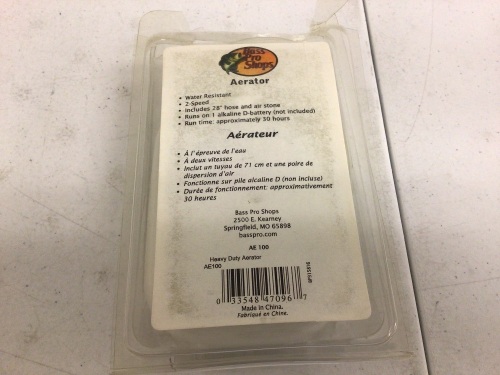 Bass
Pro
Shops
Aerator
• Water Resistant
• 2-Speed
• Includes 28" hose and air stone
• Runs on 1 alkaline D-battery (not included)
• Run time: approximately 30 hours
Aérateur
• À l'épreuve de l'eau
• À deux vitesses
• Inclut un tuyau de 71 cm et une poire de
dispersion d'air
• Fonctionne sur pile alcaline D (non incluse)
• Durée de fonctionnement: approximativement
30 heures
Bass Pro Shops
2500 E. Kearney
Springfield, MO 65898
basspro.com
AE 100
Heavy Duty Aerator
AE100
0 33548 47096 7
Made in China.
Fabriqué en Chine.